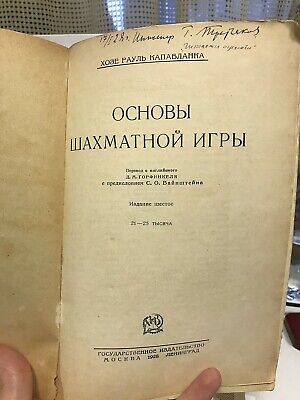 ХОЗЕ РАУЛЬ КАПАБЛАНКА
ОСНОВЫ
ШАХМАТНОЙ ИГРЫ
Перевод с английского
с предисловием С. О. Вайнштейна
Издание шестое
21—25 ТЫСЯЧА
ГОСУДАРСТВЕННОЕ ИЗДАТЕЛЬСТВО
МОСКВА 1928 ЛЕНИНГРАД